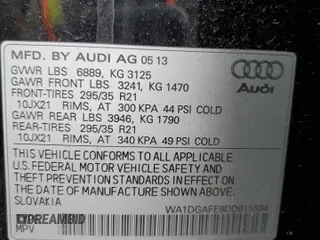 MFD. BY AUDI AG 05 13
GVWR LBS 6889, KG 3125
GAWR FRONT LBS 3241, KG 1470
FRONT-TIRES 295/35 R21
10JX21 RIMS, AT 300 KPA 44 PSI COLD
GAWR REAR LBS 3946, KG 1790
REAR-TIRES 295/35 R21
10JX21 RIMS, AT 340 KPA 49 PSI COLD
Audi
THIS VEHICLE CONFORMS TO ALL APPLICABLE
U.S. FEDERAL MOTOR VEHICLE SAFETY AND
THEFT PREVENTION STANDARDS IN EFFECT ON THE
DATE OF MANUFACTURE SHOWN ABOVE.
SLOVAKIA
MPV